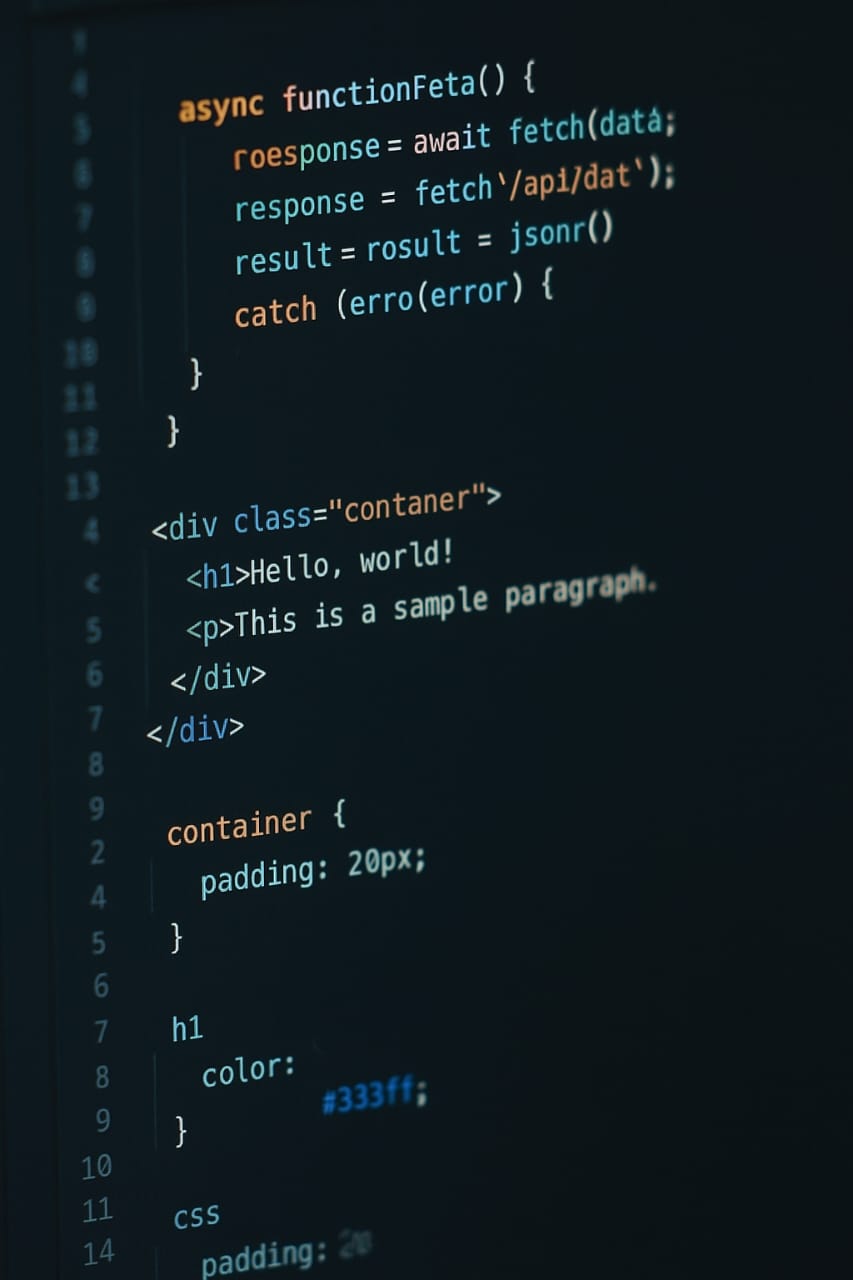 async functionFeta() {
4
5
roesponse = await fetch(data;
6
response = fetch'/api/dat');
7
result = rosult = jsonr()
8
catch (erro(error) {
9
10
}
11
12
}
13
4
<div class="contaner">
<
<h1>Hello, world!
5
<p>This is a sample paragraph.
6
</div>
7
</div>
8
9
container {
2
padding: 20px;
4
5
}
6
7
h1
8
color:
#333ff;
9
}
10
11
css
14
padding: